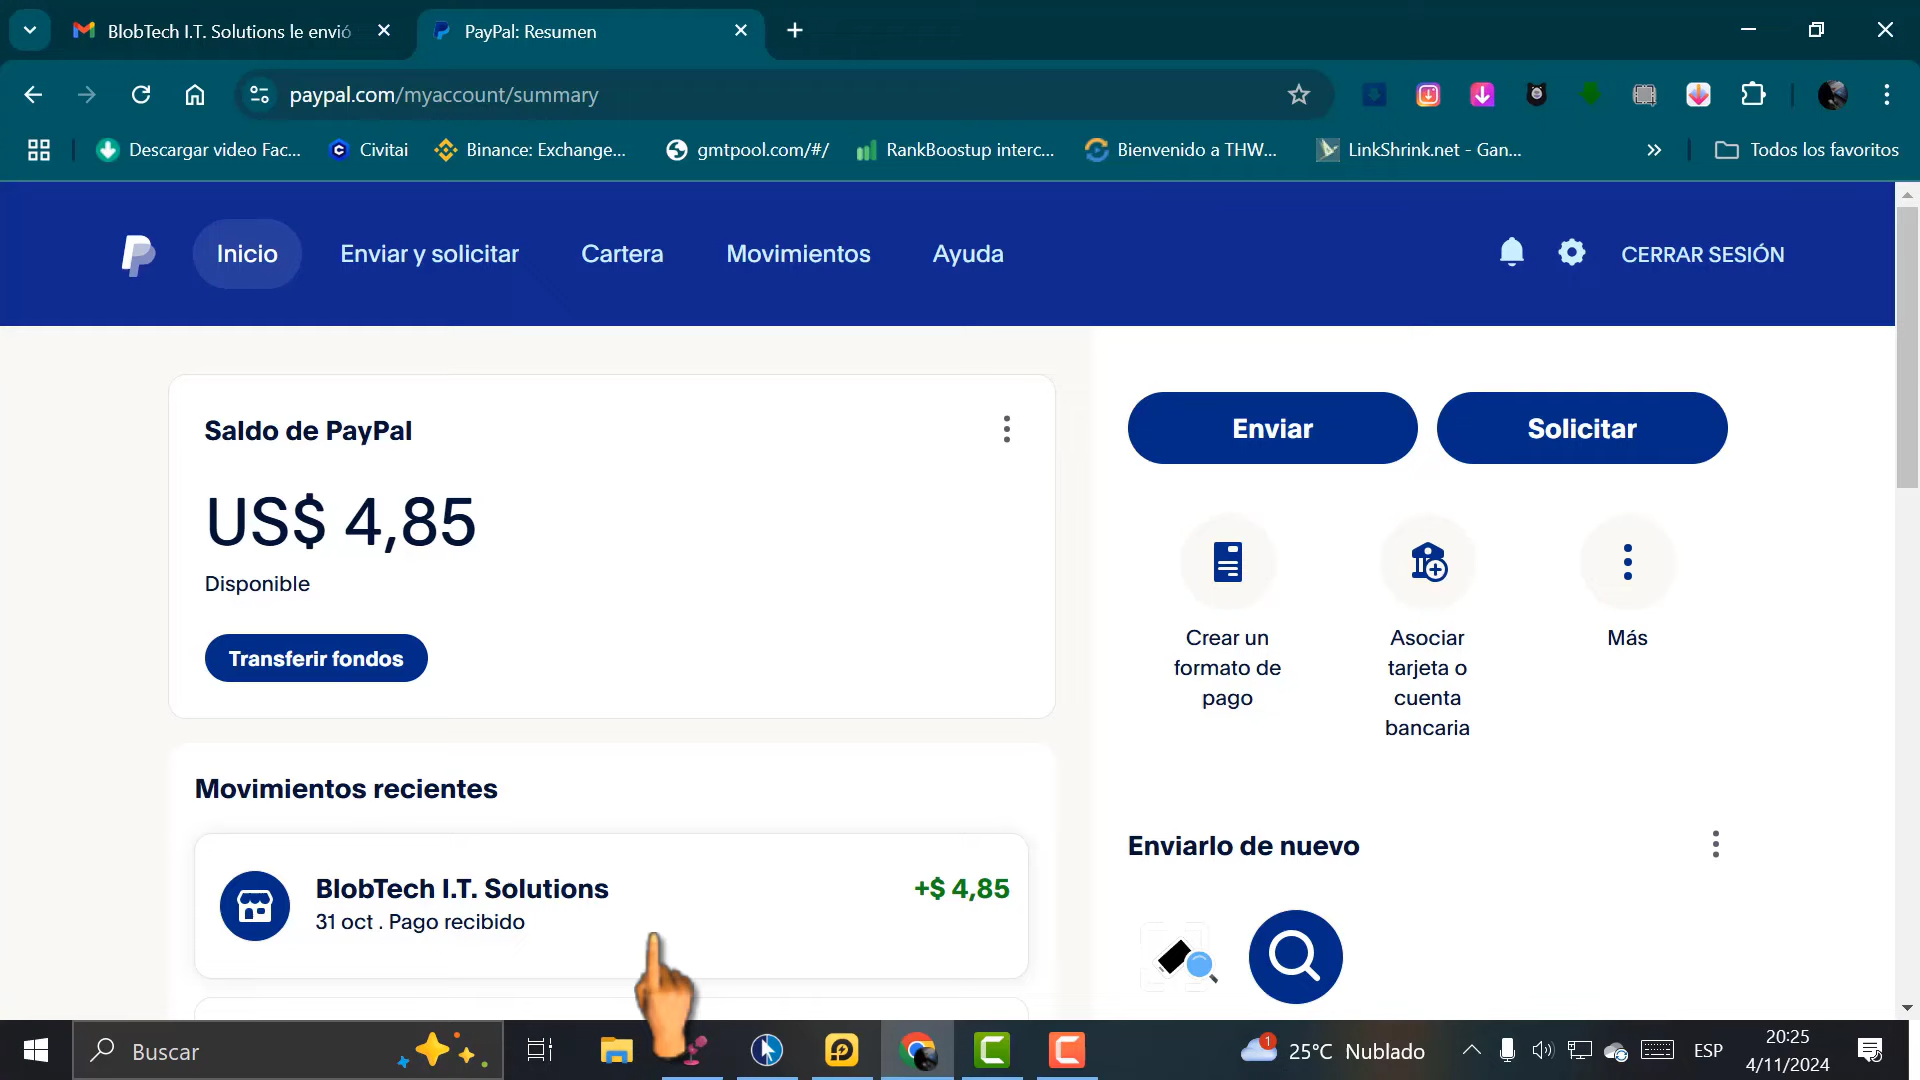 BlobTech I.T. Solutions le envió
PayPal: Resumen
paypal.com/myaccount/summary
Descargar video Fac...
Civitai
Binance: Exchange...
gmtpool.com/#/
RankBoostup interc...
Bienvenido a THW...
LinkShrink.net - Gan...
Todos los favoritos
Inicio
Enviar y solicitar
Cartera
Movimientos
Ayuda
CERRAR SESIÓN
Saldo de PayPal
US$ 4,85
Disponible
Transferir fondos
Enviar
Solicitar
Crear un
formato de
pago
Asociar
tarjeta o
cuenta
bancaria
Más
Movimientos recientes
BlobTech I.T. Solutions
+$ 4,85
31 oct . Pago recibido
Enviarlo de nuevo
Buscar
1
25°C Nublado
ESP
20:25
4/11/2024